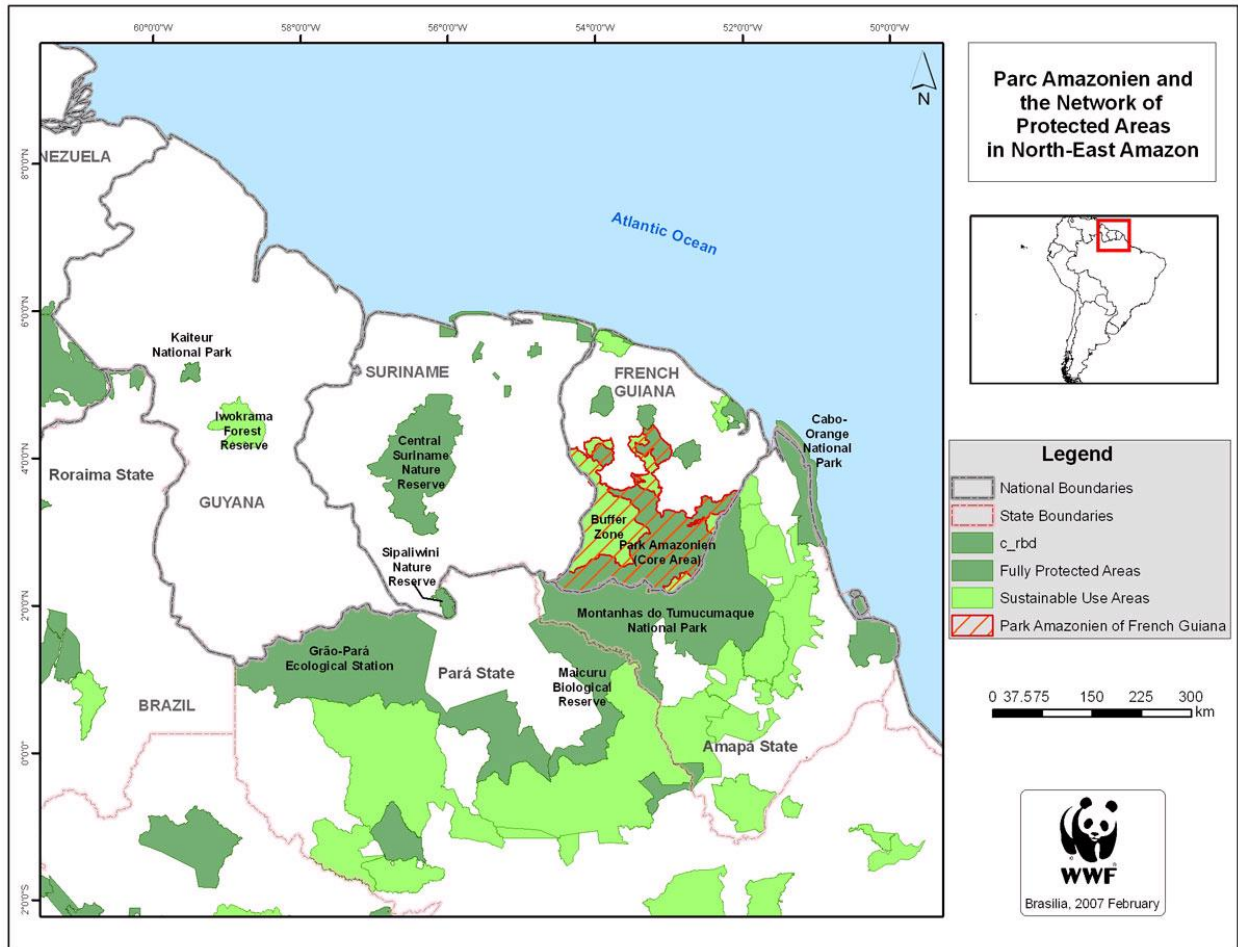 60°0'0"W
58°0'0"W
56°0'0"W
54°0'0"W
52°0'0"W
50°0'0"W
8°0'0"N
6°0'0"N
4°0'0"N
2°0'0"N
0°0'0"
2°0'0"S
N
NEZUELA
Atlantic Ocean
Kaiteur
National Park
SURINAME
FRENCH
GUIANA
Iwokrama
Forest
Reserve
Central
Suriname
Nature
Reserve
Cabo-
Orange
National
Park
Roraima State
GUYANA
Buffer
Zone
Park Amazonien
(Core Area)
Sipaliwini
Nature
Reserve
Montanhas do Tumucumaque
National Park
Grão-Pará
Ecological Station
Pará State
Maicuru
Biological
Reserve
BRAZIL
Amapá State
Parc Amazonien and
the Network of
Protected Areas
in North-East Amazon
Legend
National Boundaries
State Boundaries
c_rbd
Fully Protected Areas
Sustainable Use Areas
Park Amazonien of French Guiana
0 37.575 150 225 300
km
WWF
Brasilia, 2007 February